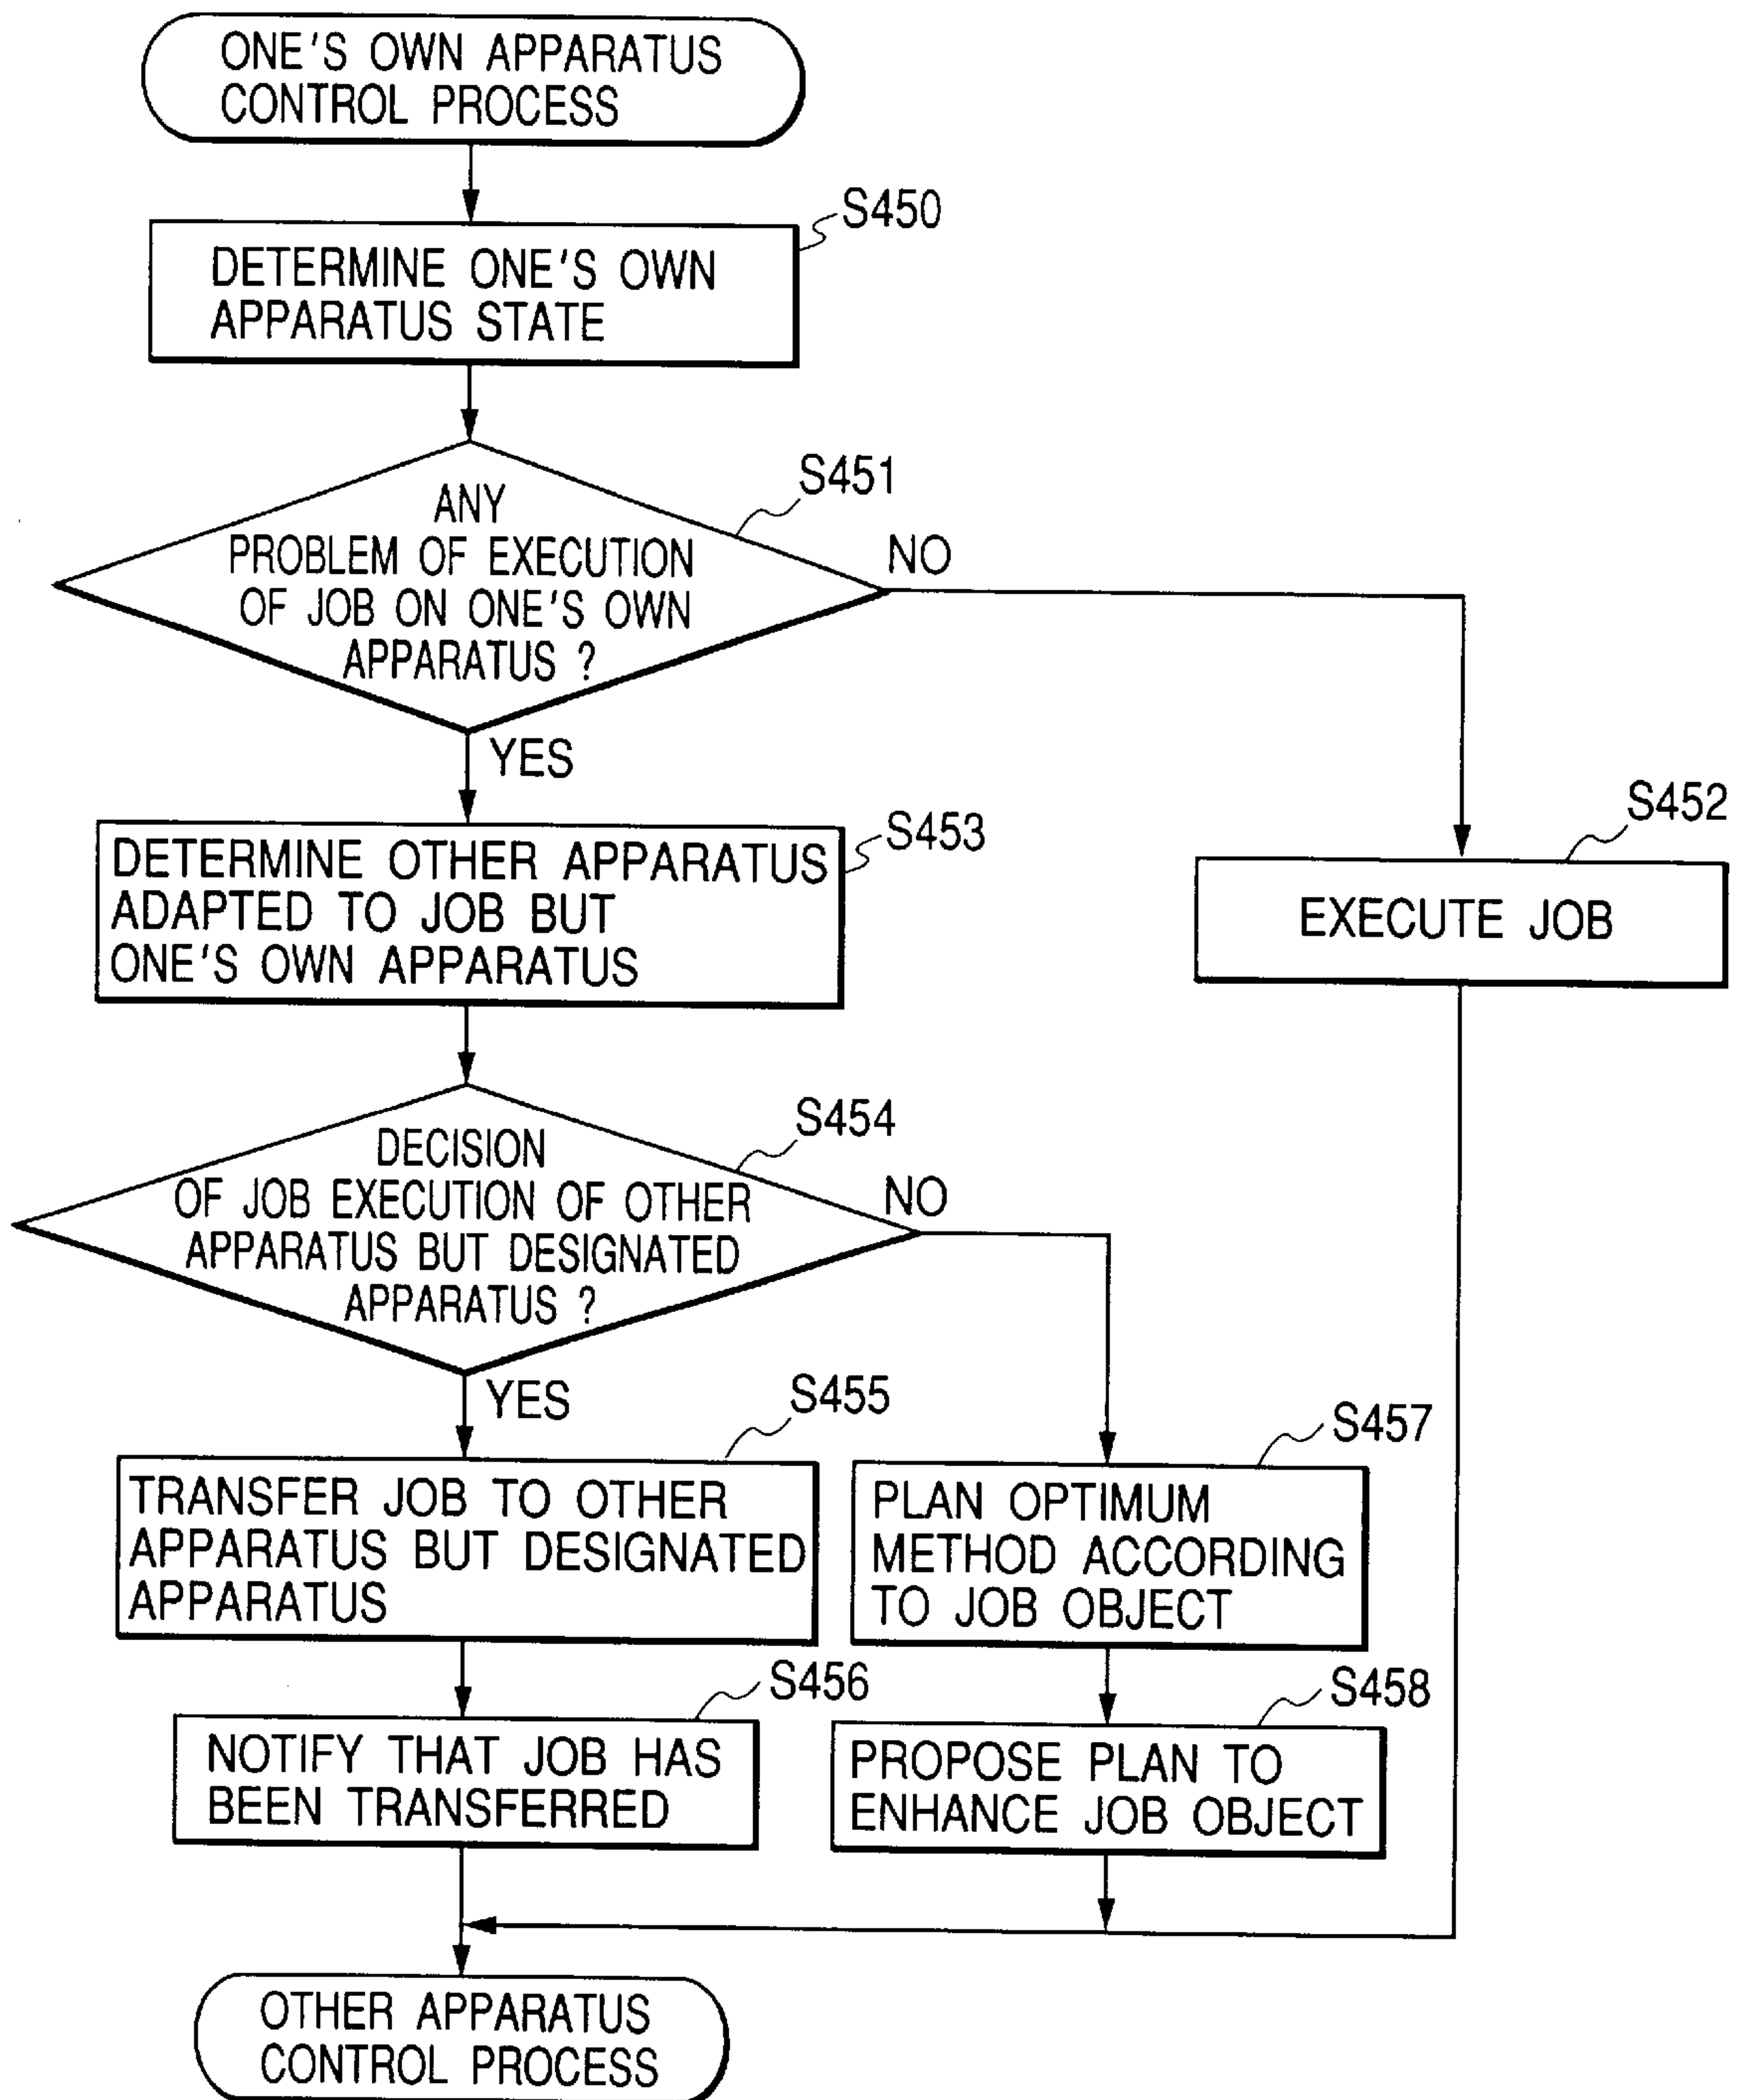 ONE'S OWN APPARATUS
CONTROL PROCESS
S450
DETERMINE ONE'S OWN
APPARATUS STATE
S451
ANY
PROBLEM OF EXECUTION
OF JOB ON ONE'S OWN
APPARATUS ?
NO
YES
S452
EXECUTE JOB
S453
DETERMINE OTHER APPARATUS
ADAPTED TO JOB BUT
ONE'S OWN APPARATUS
S454
DECISION
OF JOB EXECUTION OF OTHER
APPARATUS BUT DESIGNATED
APPARATUS ?
NO
YES
S455
TRANSFER JOB TO OTHER
APPARATUS BUT DESIGNATED
APPARATUS
S457
PLAN OPTIMUM
METHOD ACCORDING
TO JOB OBJECT
S456
NOTIFY THAT JOB HAS
BEEN TRANSFERRED
S458
PROPOSE PLAN TO
ENHANCE JOB OBJECT
OTHER APPARATUS
CONTROL PROCESS